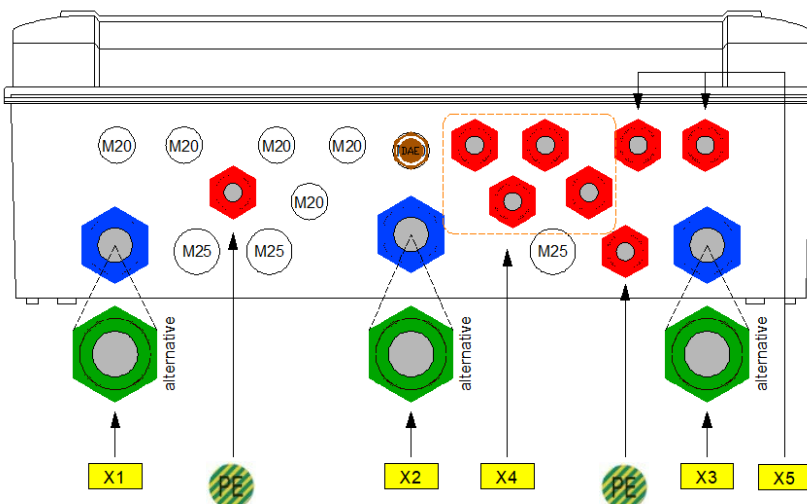 M20
M20
M20
M20
DAE
M20
M25
M25
M25
alternative
alternative
alternative
X1
PE
X2
X4
PE
X3
X5